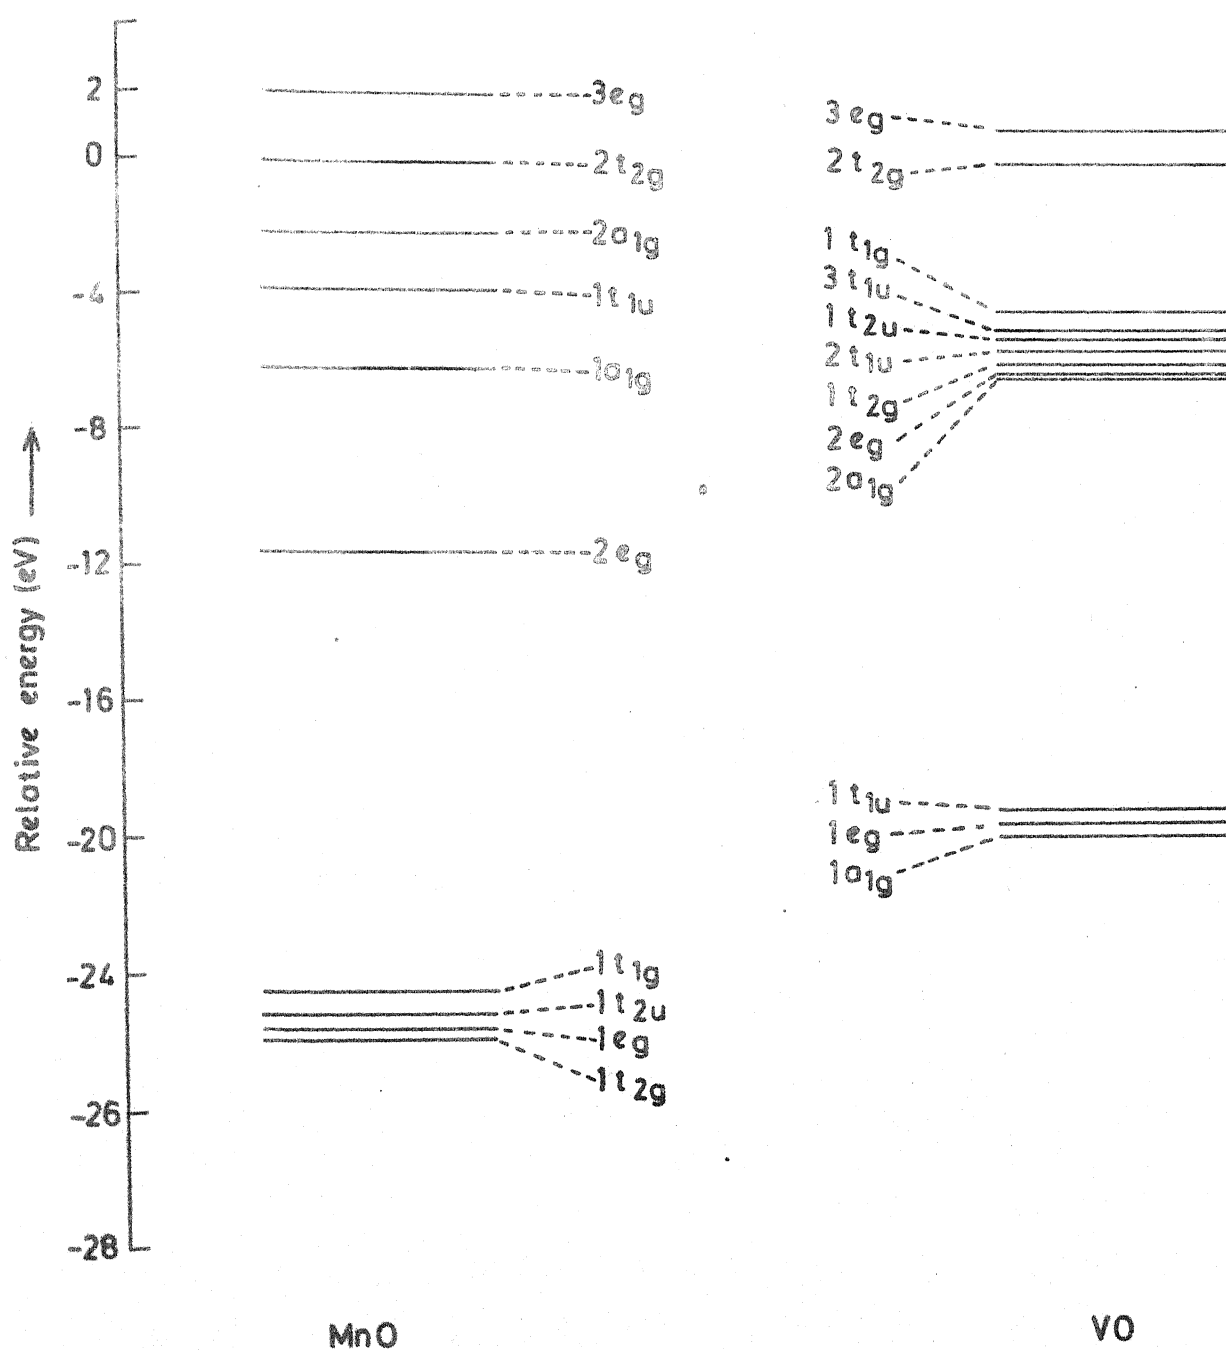 2
0
-4
-8
-12
-16
-20
-24
-26
-28
Relative energy (eV)
3eg
2t2g
2a1g
1t1u
1a1g
2eg
1t1g
1t2u
1eg
1t2g
MnO
3eg
2t2g
1t1g
3t1u
1t2u
2t1u
1t2g
2eg
2a1g
1t1u
1eg
1a1g
VO